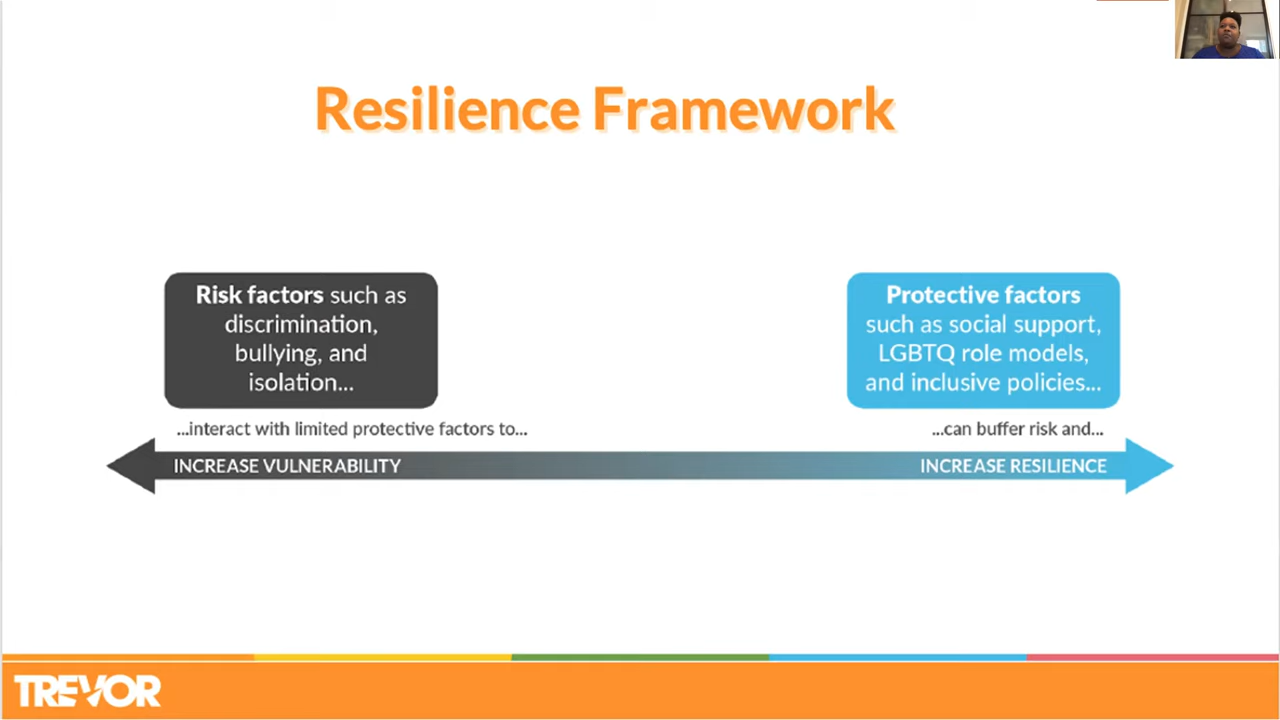 Resilience Framework
Risk factors such as
discrimination,
bullying, and
isolation...
Protective factors
such as social support,
LGBTQ role models,
and inclusive policies...
...interact with limited protective factors to...
...can buffer risk and...
INCREASE VULNERABILITY
INCREASE RESILIENCE
TREVOR